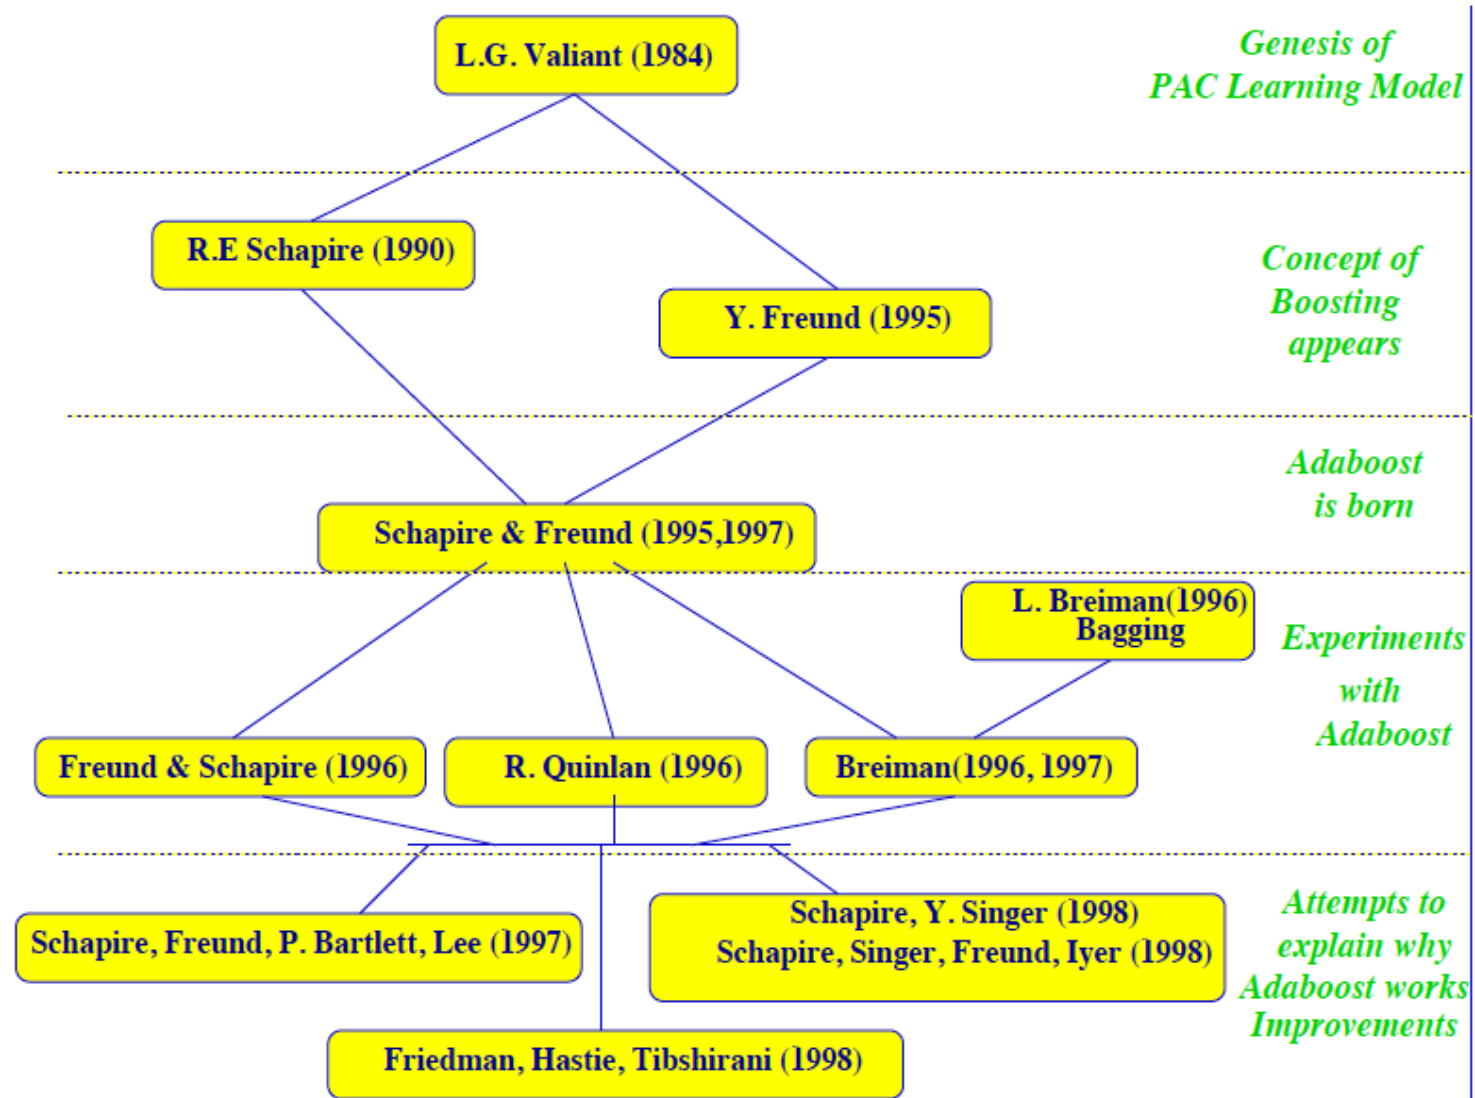 L.G. Valiant (1984)
Genesis of
PAC Learning Model
R.E Schapire (1990)
Y. Freund (1995)
Concept of
Boosting
appears
Schapire & Freund (1995,1997)
Adaboost
is born
L. Breiman(1996)
Bagging
Experiments
with
Adaboost
Freund & Schapire (1996)
R. Quinlan (1996)
Breiman(1996, 1997)
Schapire, Freund, P. Bartlett, Lee (1997)
Schapire, Y. Singer (1998)
Schapire, Singer, Freund, Iyer (1998)
Friedman, Hastie, Tibshirani (1998)
Attempts to
explain why
Adaboost works
Improvements